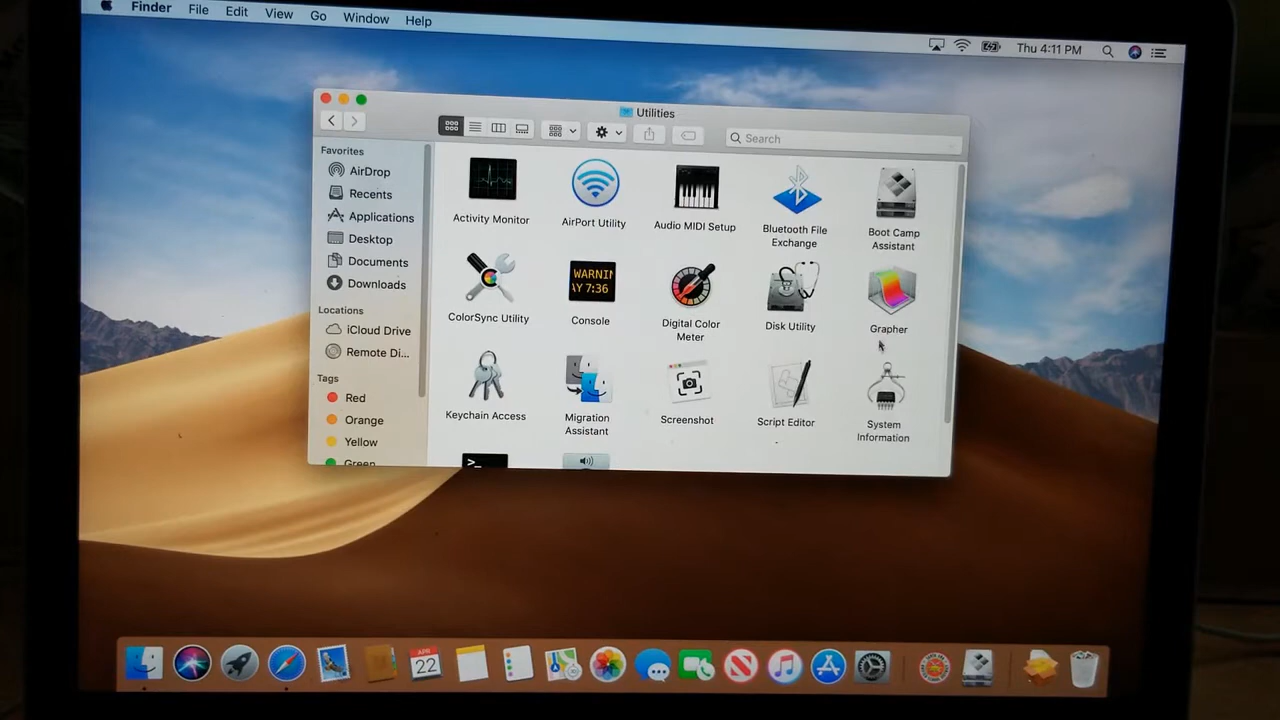 Finder File Edit View Go Window Help
Thu 4:11 PM
Utilities
Search
Favorites
AirDrop
Recents
Applications
Desktop
Documents
Downloads
Locations
iCloud Drive
Remote Di...
Tags
Red
Orange
Yellow
Green
Activity Monitor
AirPort Utility
Audio MIDI Setup
Bluetooth File
Exchange
Boot Camp
Assistant
ColorSync Utility
WARNIN
Y 7:36
Console
Digital Color
Meter
Disk Utility
Grapher
Keychain Access
Migration
Assistant
Screenshot
Script Editor
System
Information
>_
APR
22